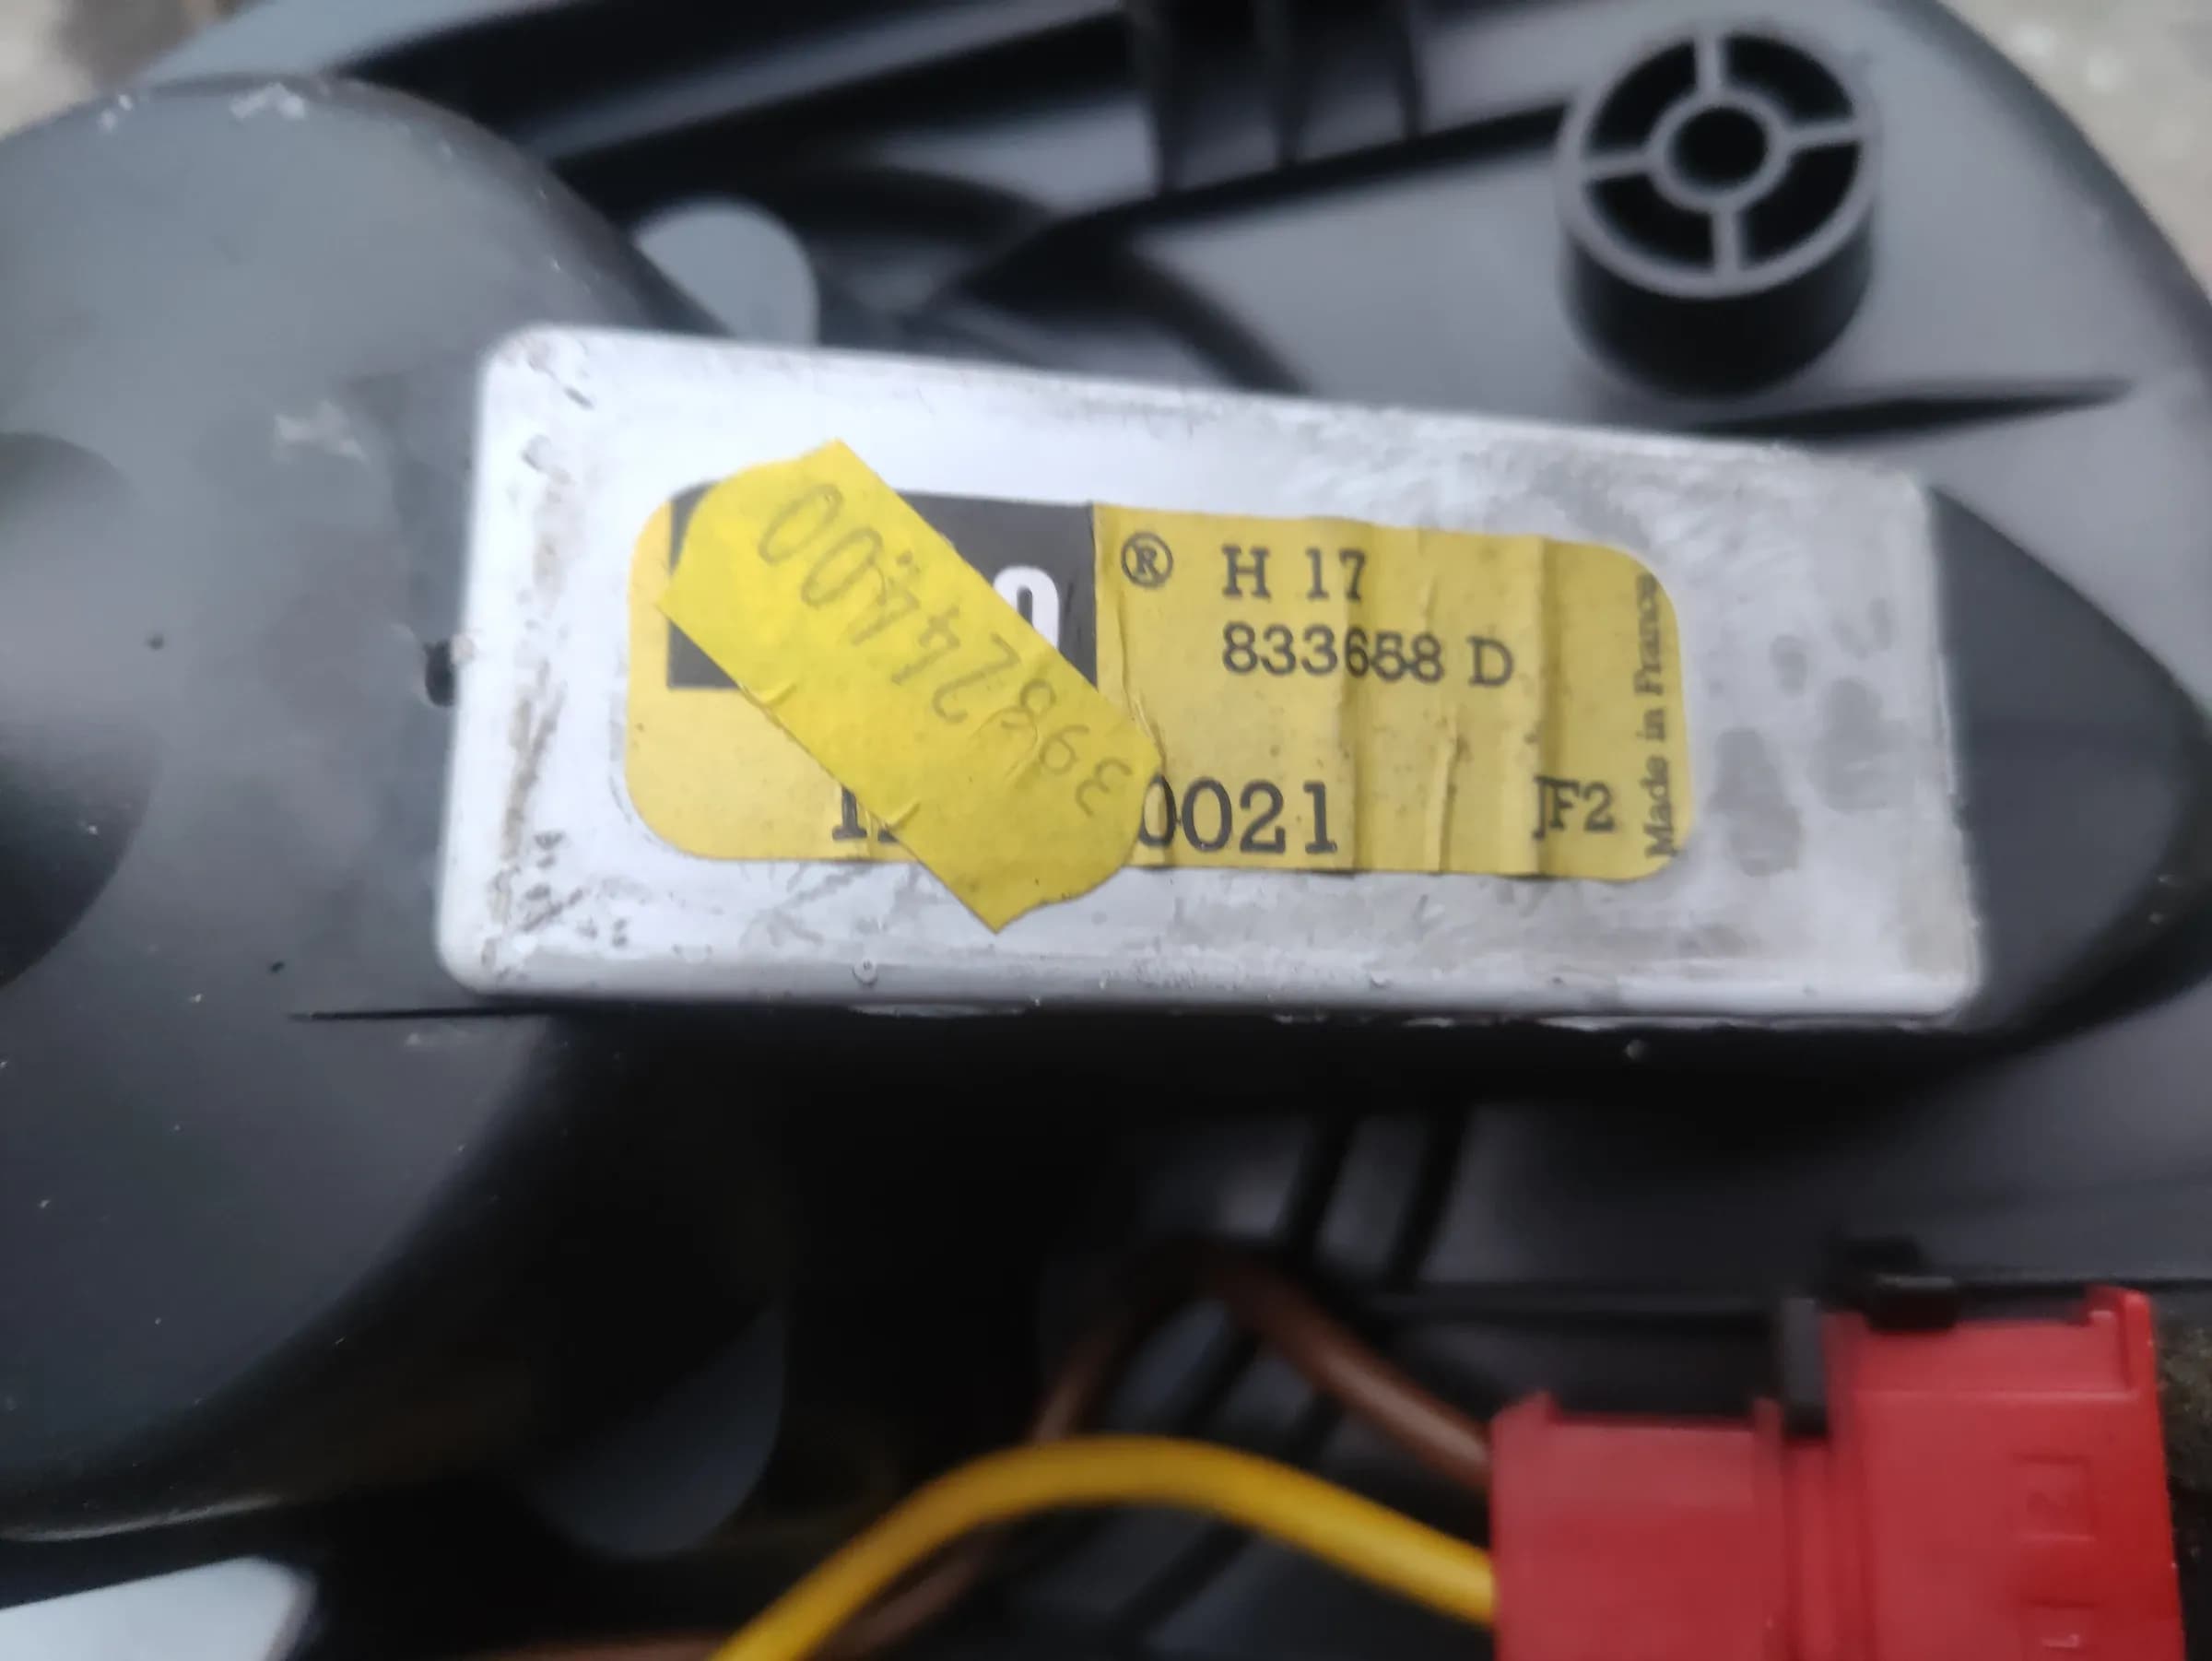 ® H 17
833658 D
0021 JF2
Made in France
39824400